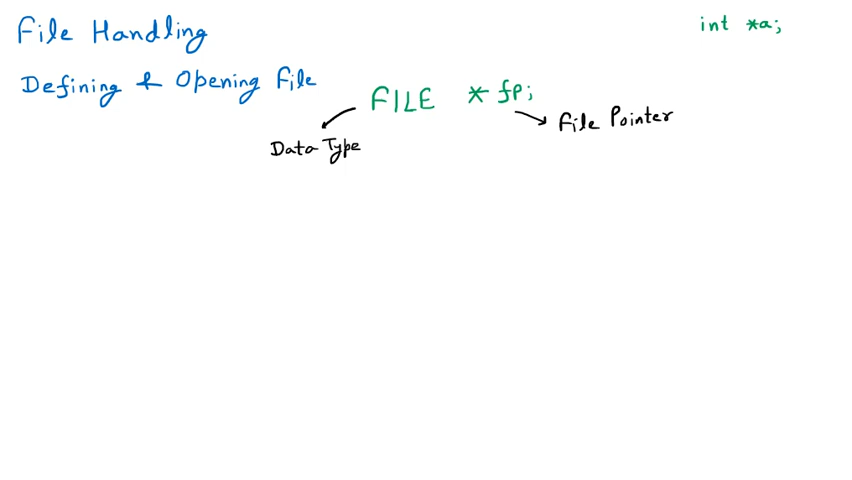 File Handling
int *a;
Defining & Opening File
FILE * fp;
Data Type
File Pointer